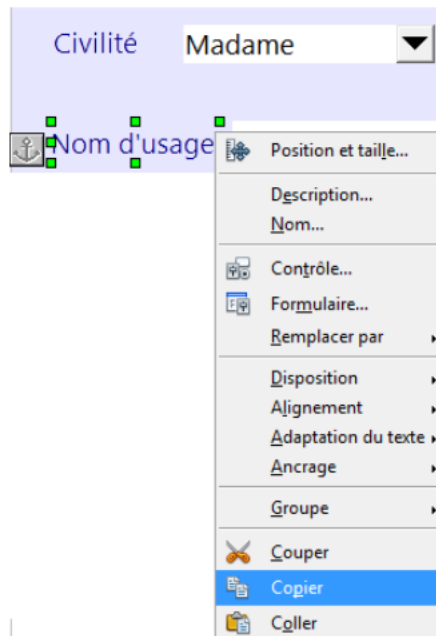 Civilité Madame
Nom d'usage
Position et taille...
Description...
Nom...
Contrôle...
Formulaire...
Remplacer par
Disposition
Alignement
Adaptation du texte
Ancrage
Groupe
Couper
Copier
Coller